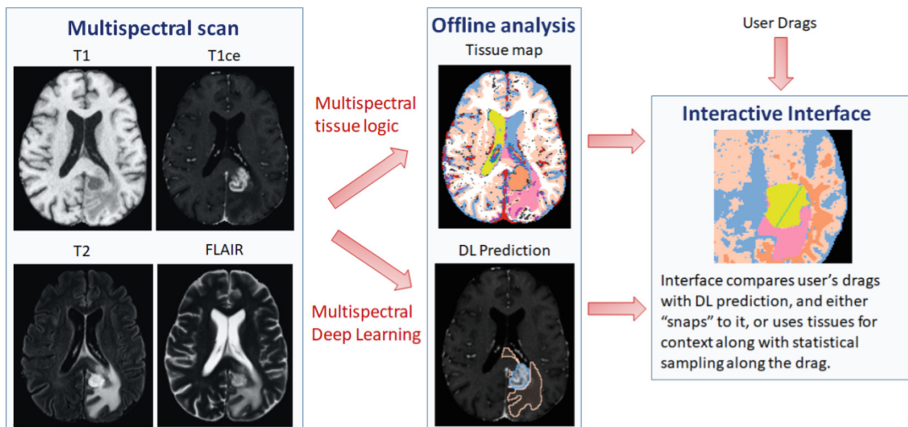 Multispectral scan
T1
T1ce
T2
FLAIR
Multispectral
tissue logic
Multispectral
Deep Learning
Offline analysis
Tissue map
DL Prediction
User Drags
Interactive Interface
Interface compares user's drags
with DL prediction, and either
“snaps” to it, or uses tissues for
context along with statistical
sampling along the drag.